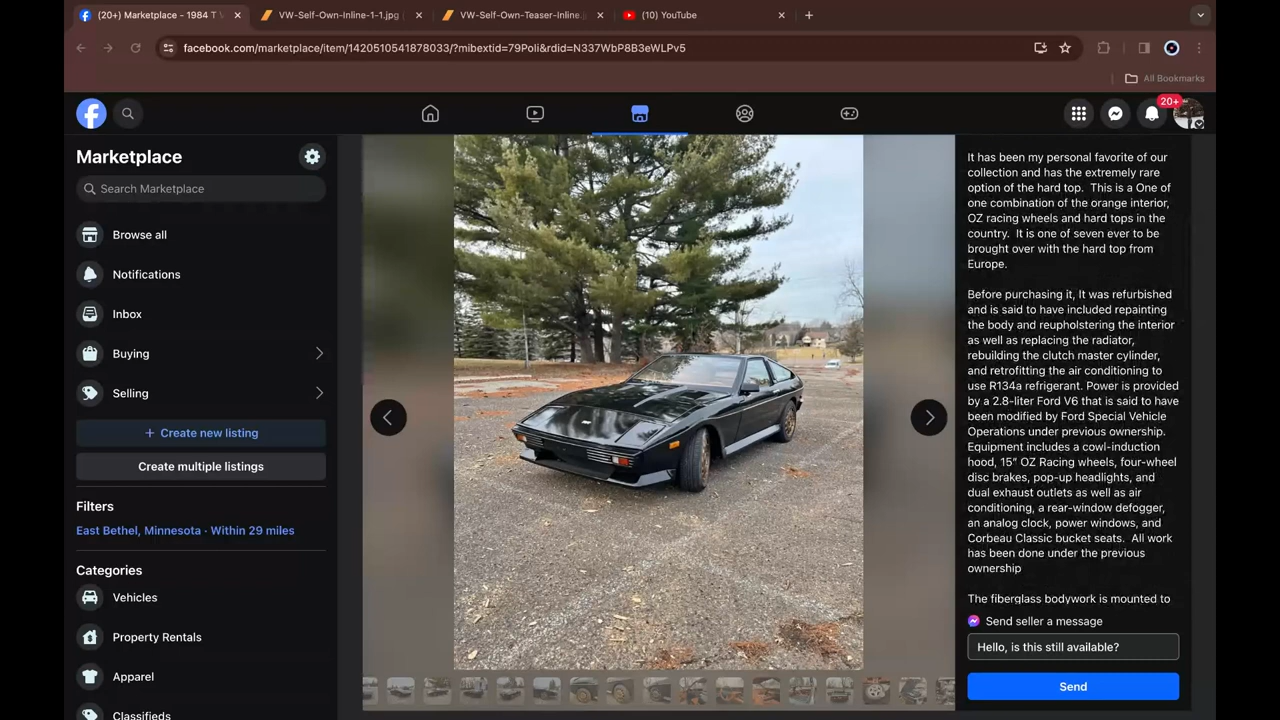 (20+) Marketplace - 1984 T
VW-Self-Own-Inline-1-1.jpg
VW-Self-Own-Teaser-Inline.
(10) YouTube
facebook.com/marketplace/item/1420510541878033/?mibextid=79PoIi&rdid=N337WbP8B3eWLPv5
All Bookmarks
20+
Marketplace
Search Marketplace
Browse all
Notifications
Inbox
Buying
Selling
+ Create new listing
Create multiple listings
Filters
East Bethel, Minnesota · Within 29 miles
Categories
Vehicles
Property Rentals
Apparel
Classifieds
It has been my personal favorite of our
collection and has the extremely rare
option of the hard top. This is a One of
one combination of the orange interior,
OZ racing wheels and hard tops in the
country. It is one of seven ever to be
brought over with the hard top from
Europe.
Before purchasing it, It was refurbished
and is said to have included repainting
the body and reupholstering the interior
as well as replacing the radiator,
rebuilding the clutch master cylinder,
and retrofitting the air conditioning to
use R134a refrigerant. Power is provided
by a 2.8-liter Ford V6 that is said to have
been modified by Ford Special Vehicle
Operations under previous ownership.
Equipment includes a cowl-induction
hood, 15" OZ Racing wheels, four-wheel
disc brakes, pop-up headlights, and
dual exhaust outlets as well as air
conditioning, a rear-window defogger,
an analog clock, power windows, and
Corbeau Classic bucket seats. All work
has been done under the previous
ownership
The fiberglass bodywork is mounted to
Send seller a message
Hello, is this still available?
Send